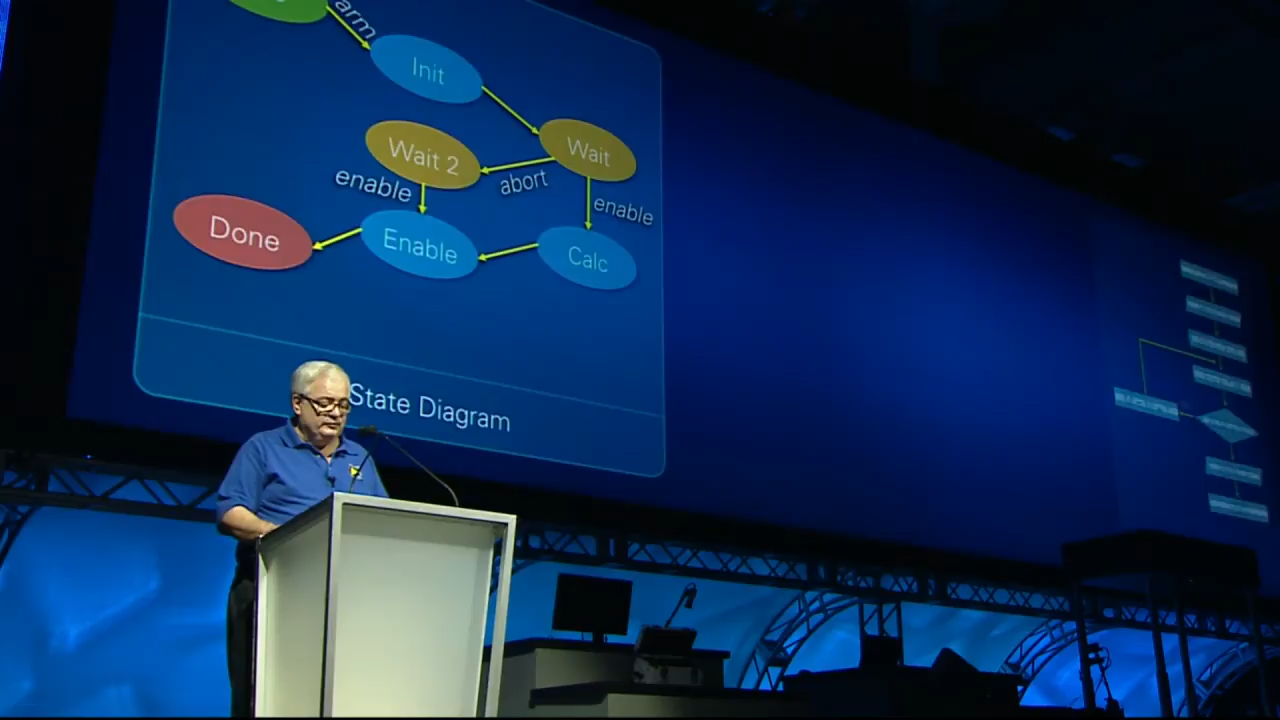 arm
Init
Wait 2
Wait
abort
enable
enable
Done
Enable
Calc
State Diagram